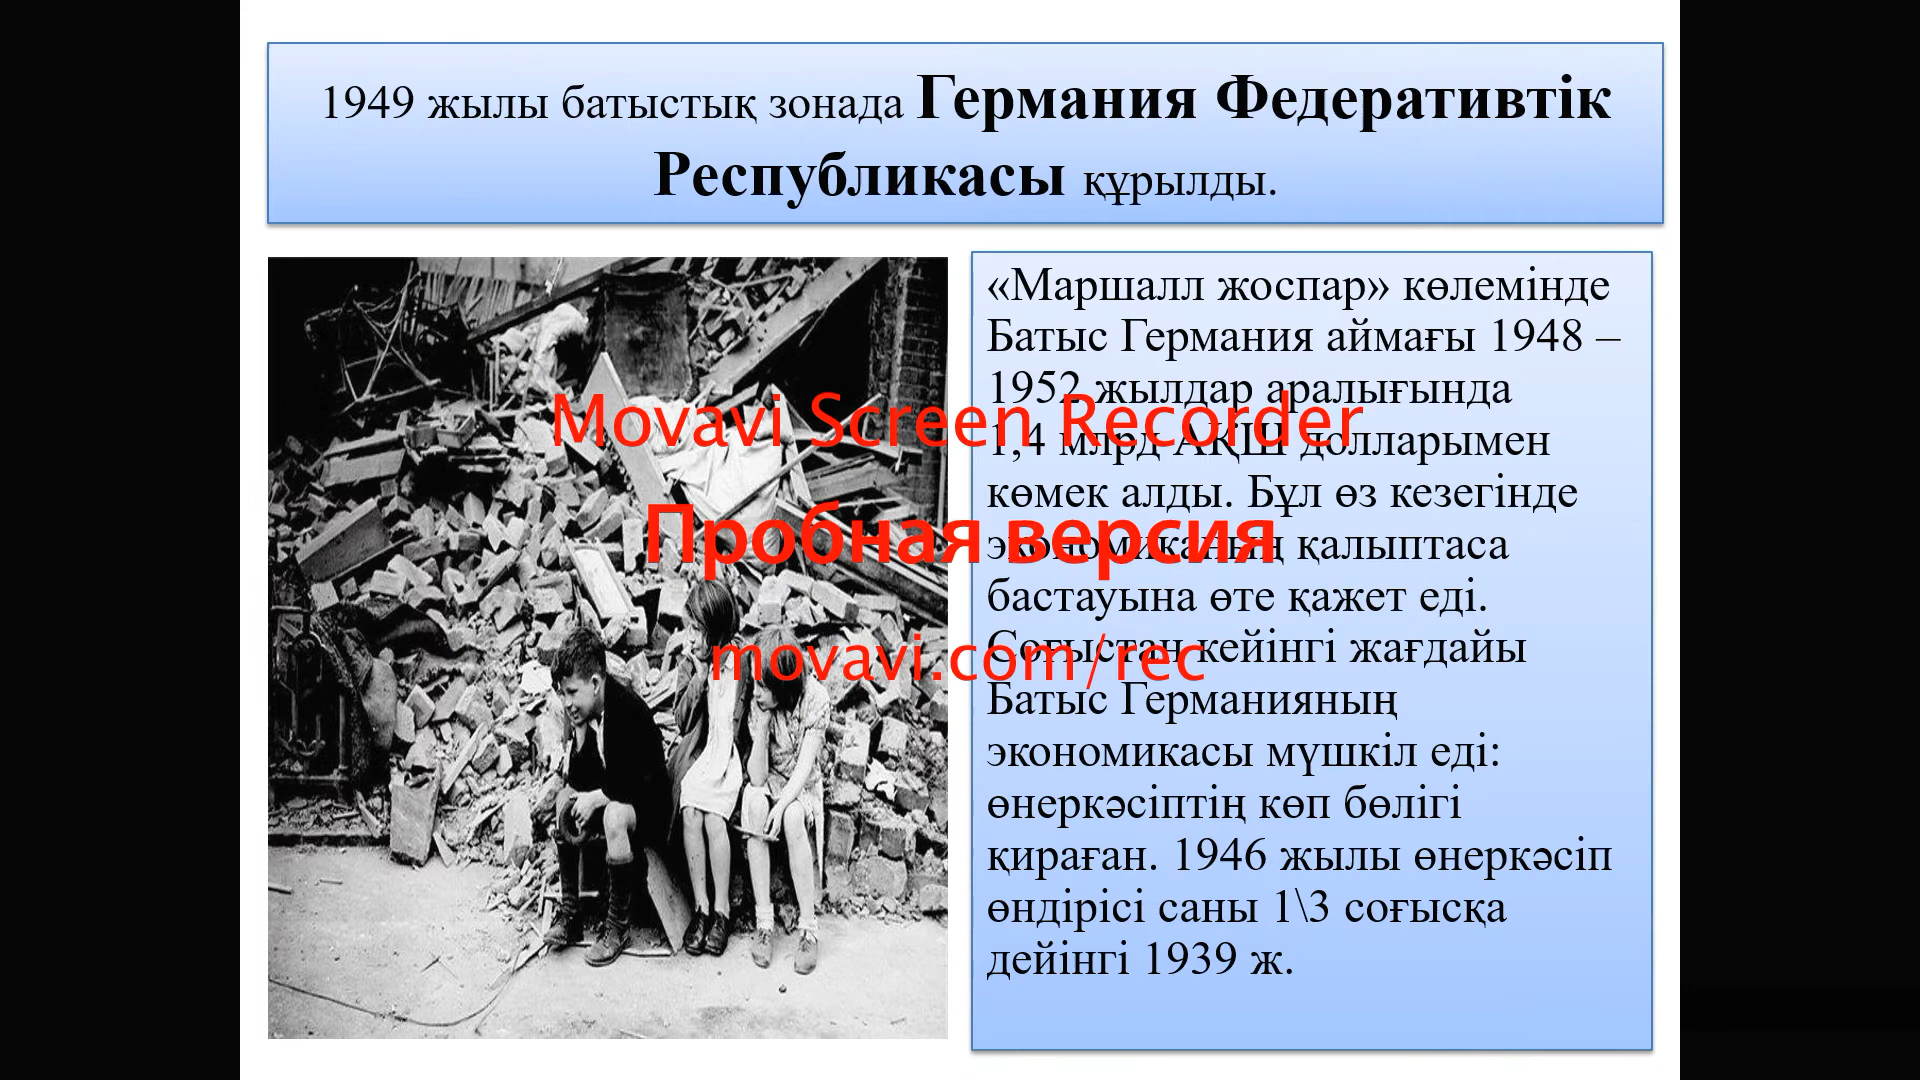 1949 жылы батыстық зонада Германия Федеративтік
Республикасы құрылды.
«Маршалл жоспар» көлемінде
Батыс Германия аймағы 1948 –
1952 жылдар аралығында
1,4 млрд АҚШ долларымен
көмек алды. Бұл өз кезегінде
экономиканың қалыптаса
бастауына өте қажет еді.
Соғыстан кейінгі жағдайы
Батыс Германияның
экономикасы мүшкіл еді:
өнеркәсіптің көп бөлігі
қираған. 1946 жылы өнеркәсіп
өндірісі саны 1\3 соғысқа
дейінгі 1939 ж.
Movavi Screen Recorder
Пробная версия
movavi.com/rec